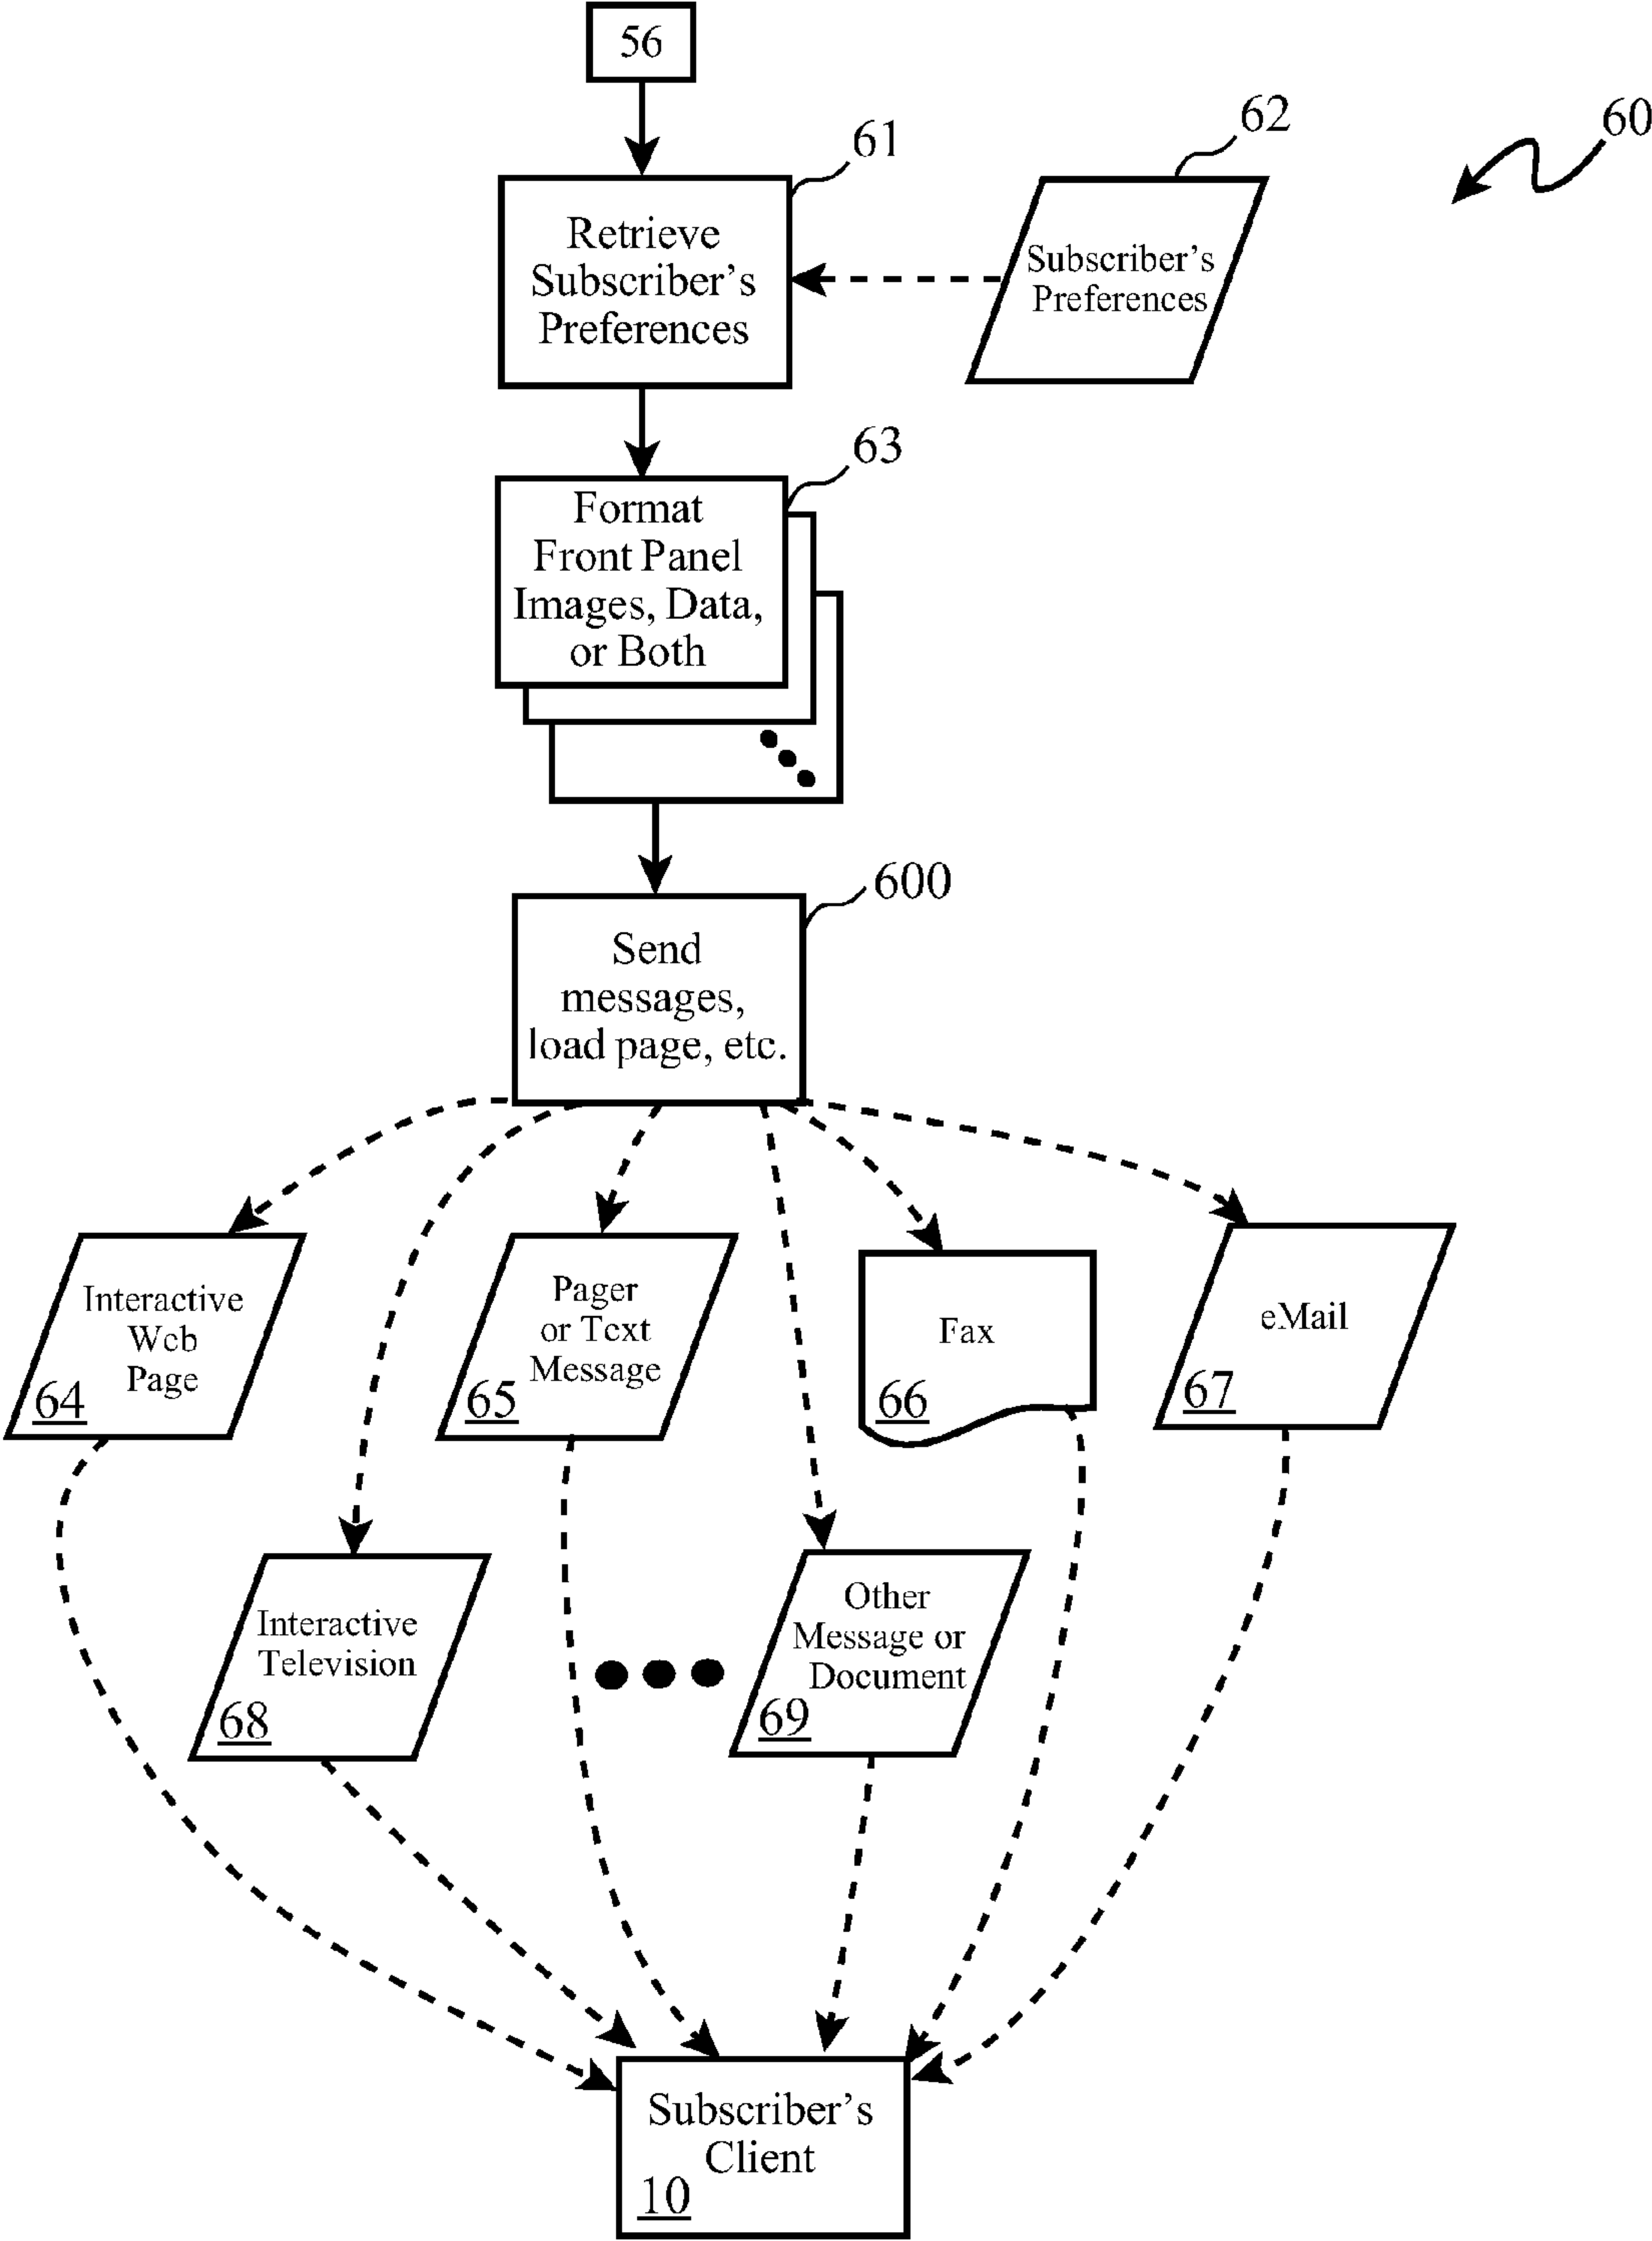 56
61
62
60
Retrieve
Subscriber's
Preferences
Subscriber's
Preferences
63
Format
Front Panel
Images, Data,
or Both
600
Send
messages,
load page, etc.
Interactive
Web
Page
64
Pager
or Text
Message
65
Fax
66
eMail
67
Interactive
Television
68
Other
Message or
Document
69
Subscriber's
Client
10